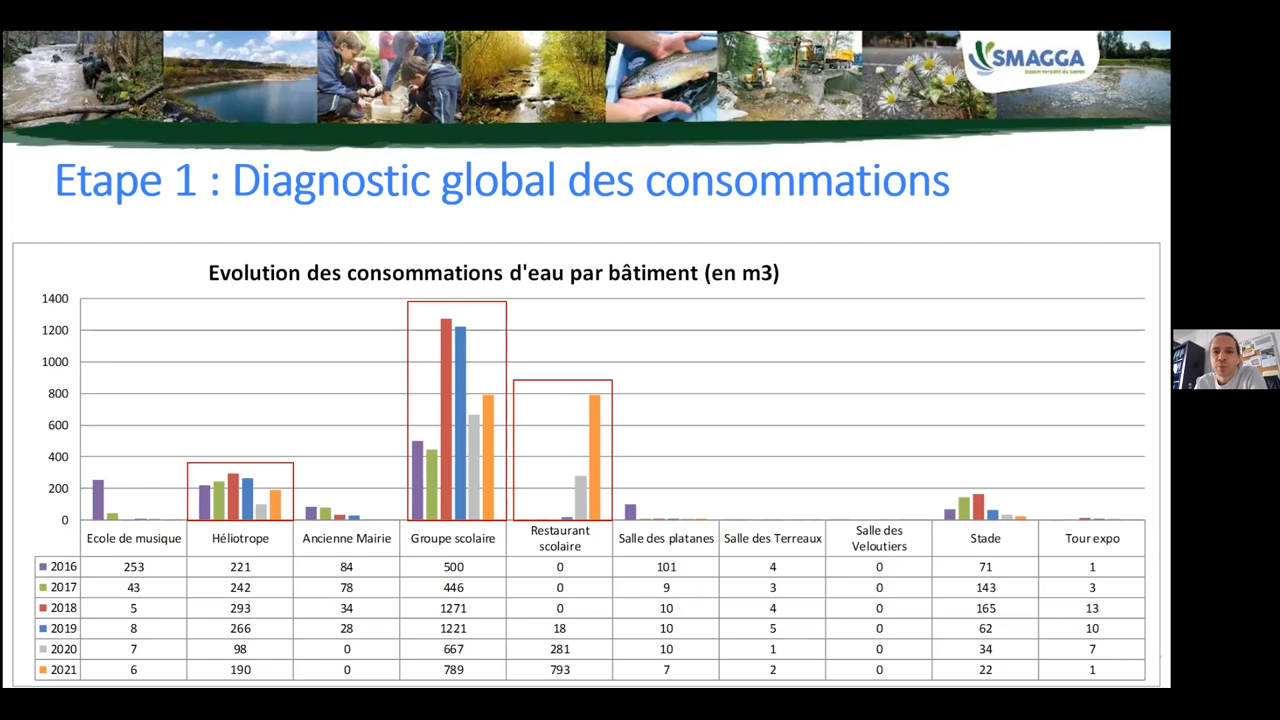 SMAGGA
Etape 1 : Diagnostic global des consommations
Evolution des consommations d'eau par bâtiment (en m3)
1400
1200
1000
800
600
400
200
0
Ecole de musique Héliotrope Ancienne Mairie Groupe scolaire Restaurant scolaire Salle des platanes Salle des Terreaux Salle des Veloutiers Stade Tour expo
2016 253 221 84 500 0 101 4 0 71 1
2017 43 242 78 446 0 9 3 0 143 3
2018 5 293 34 1271 0 10 4 0 165 13
2019 8 266 28 1221 18 10 5 0 62 10
2020 7 98 0 667 281 10 1 0 34 7
2021 6 190 0 789 793 7 2 0 22 1